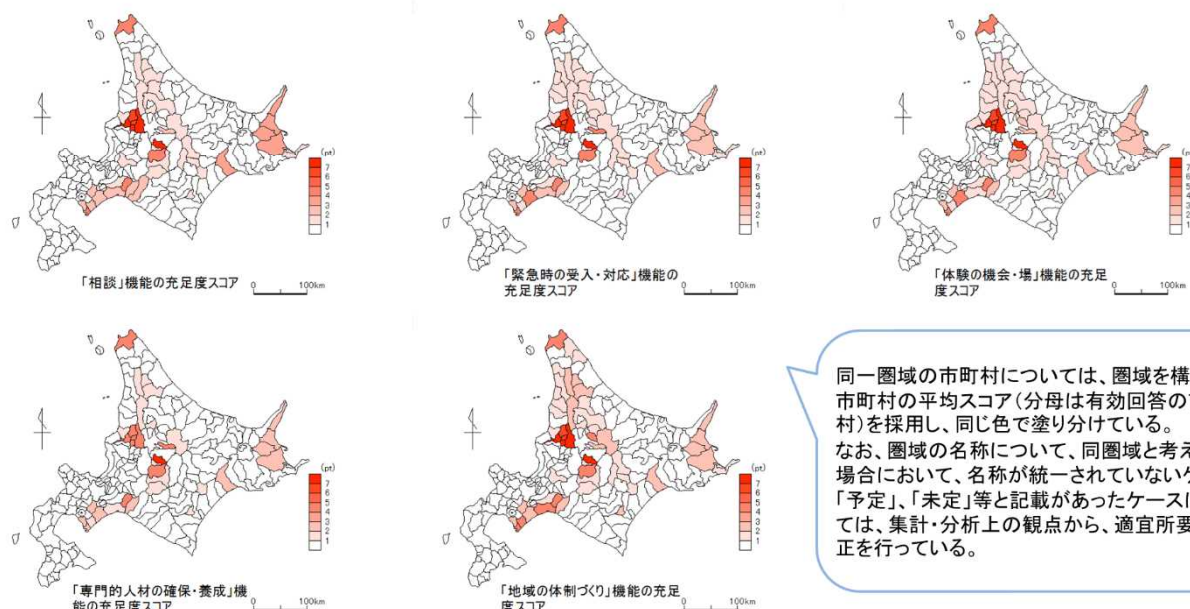 (pt)
7
6
5
4
3
2
1
「相談」機能の充足度スコア
0 100km
(pt)
7
6
5
4
3
2
1
「緊急時の受入・対応」機能の
充足度スコア
0 100km
(pt)
7
6
5
4
3
2
1
「体験の機会・場」機能の充足
度スコア
0 100km
(pt)
7
6
5
4
3
2
1
「専門的人材の確保・養成」機
能の充足度スコア
0 100km
(pt)
7
6
5
4
3
2
1
「地域の体制づくり」機能の充足
度スコア
0 100km
同一圏域の市町村については、圏域を構
市町村の平均スコア(分母は有効回答の
村)を採用し、同じ色で塗り分けている。
なお、圏域の名称について、同圏域と考え
場合において、名称が統一されていない
「予定」、「未定」等と記載があったケースに
ては、集計・分析上の観点から、適宜所要
正を行っている。